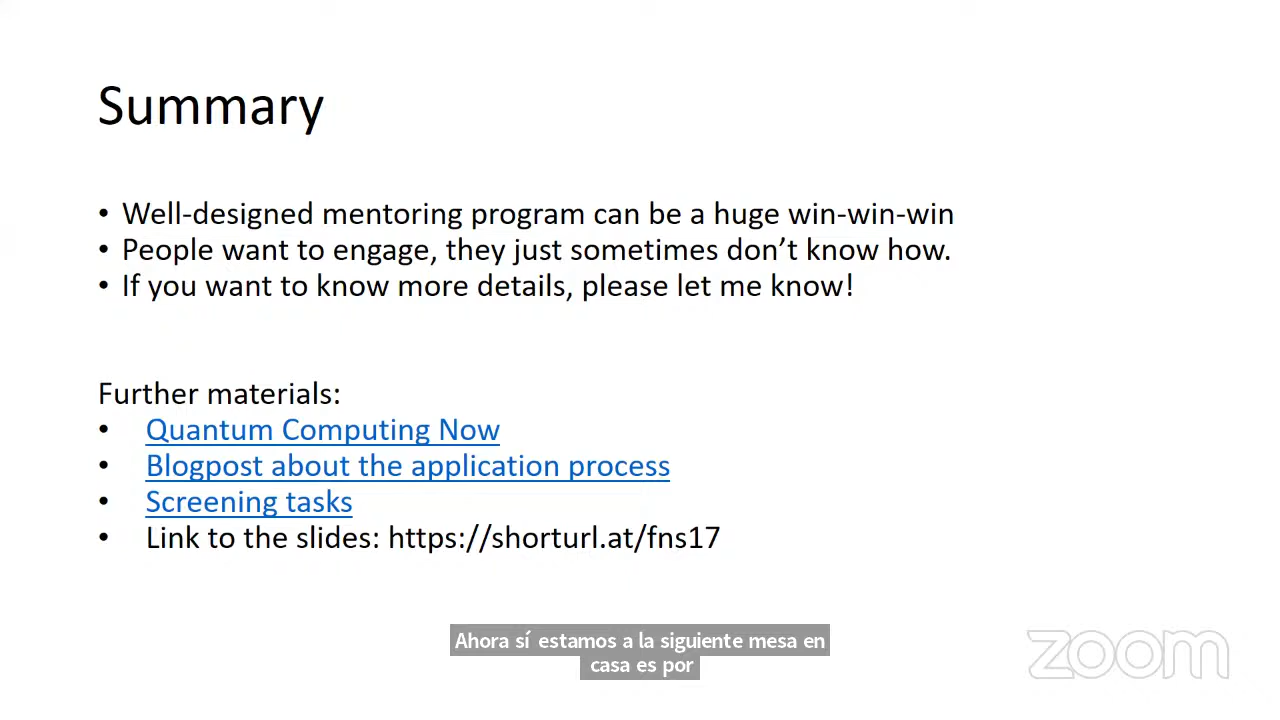 Summary
• Well-designed mentoring program can be a huge win-win-win
• People want to engage, they just sometimes don’t know how.
• If you want to know more details, please let me know!
Further materials:
• Quantum Computing Now
• Blogpost about the application process
• Screening tasks
• Link to the slides: https://shorturl.at/fns17
Ahora sí estamos a la siguiente mesa en
casa es por
zoom